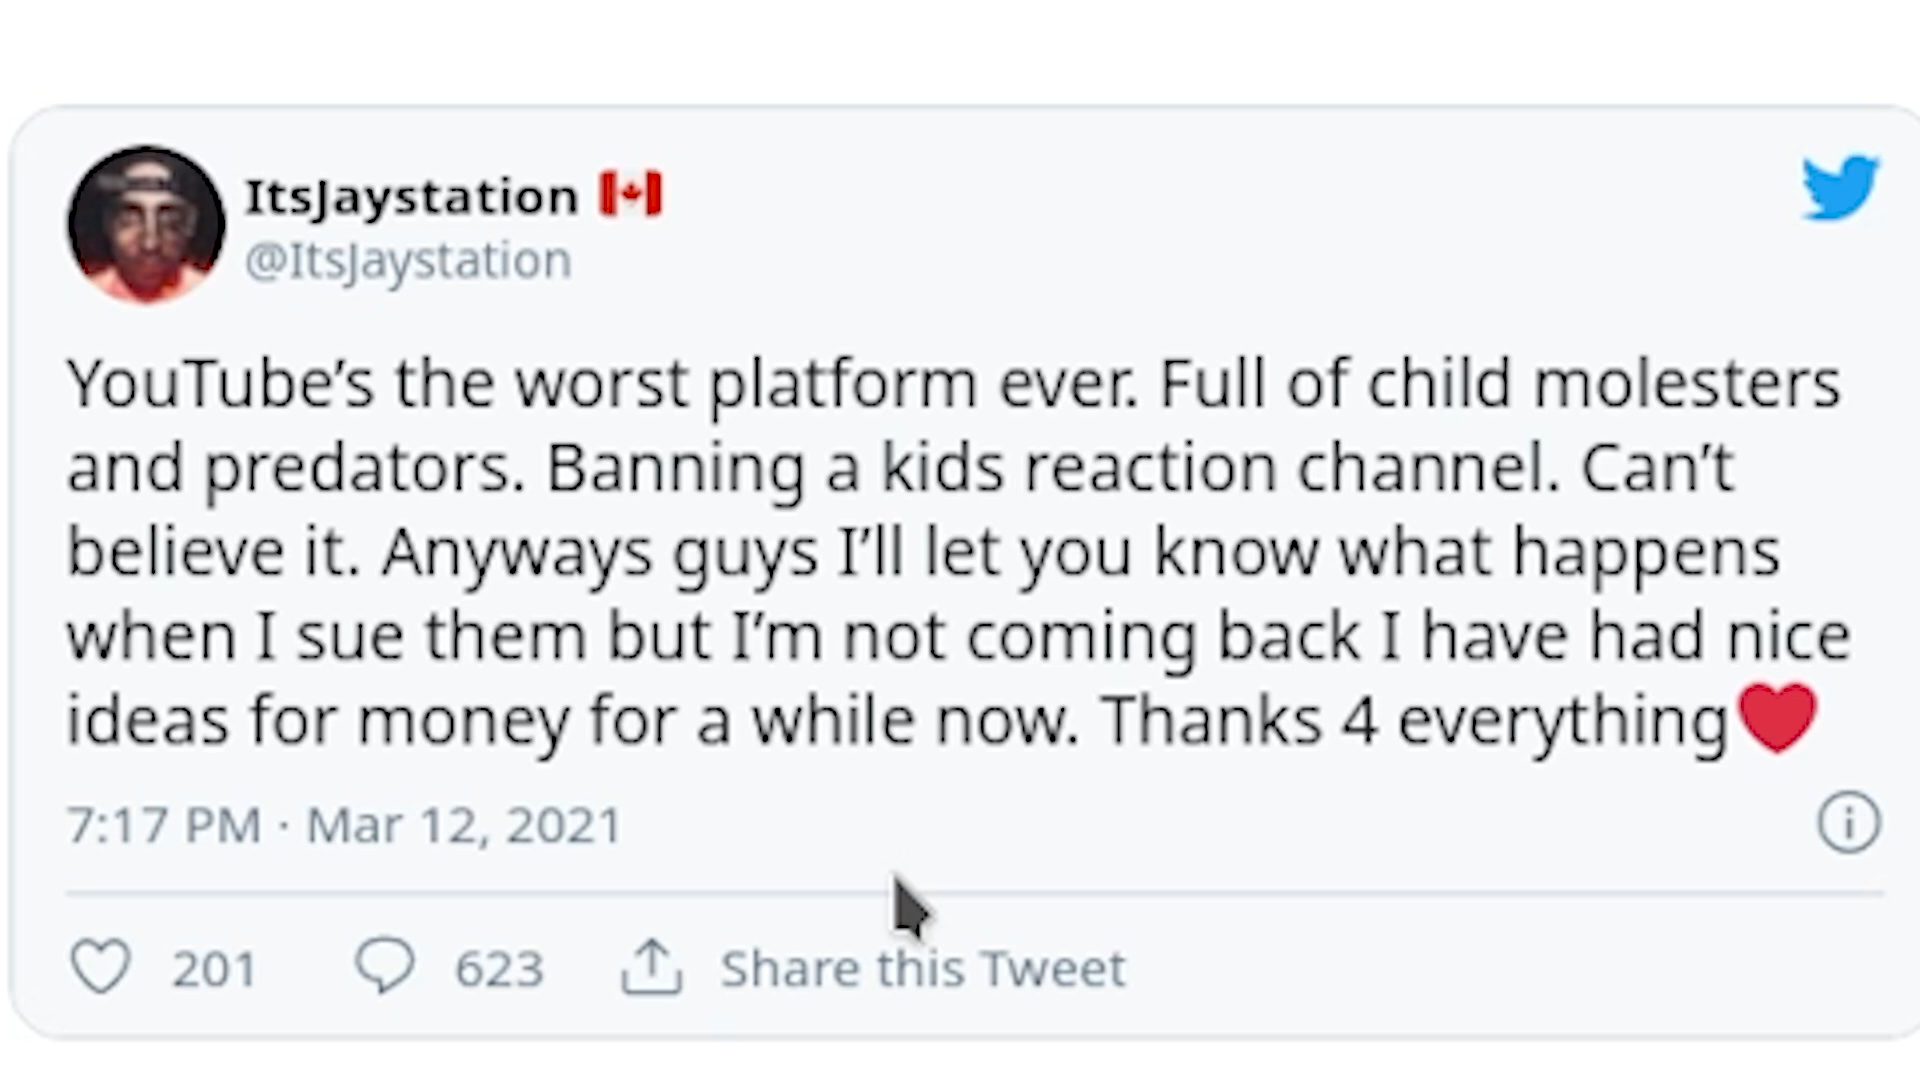 ItsJaystation 🇨🇦
@ItsJaystation
YouTube’s the worst platform ever. Full of child molesters
and predators. Banning a kids reaction channel. Can’t
believe it. Anyways guys I’ll let you know what happens
when I sue them but I’m not coming back I have had nice
ideas for money for a while now. Thanks 4 everything❤️
7:17 PM · Mar 12, 2021
201 623 Share this Tweet